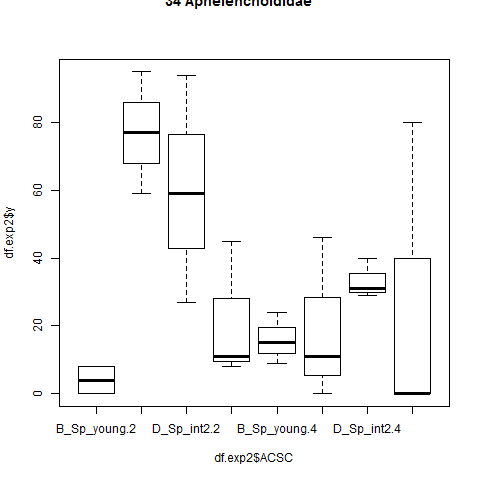 34 Aphelenchoididae
df.exp2$y
80
60
40
20
0
B_Sp_young.2 D_Sp_int2.2 B_Sp_young.4 D_Sp_int2.4
df.exp2$ACSC